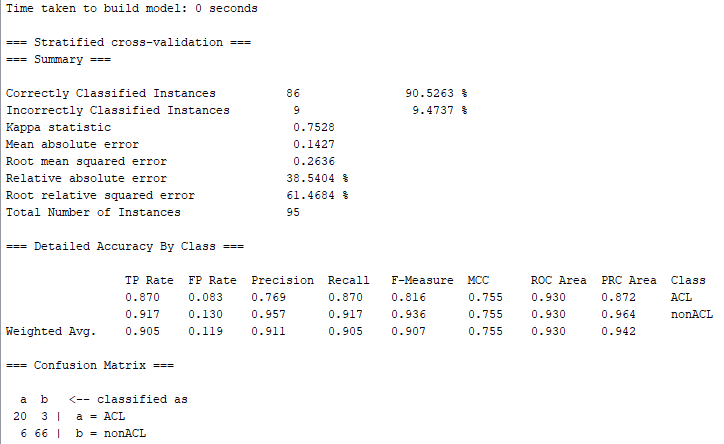 Time taken to build model: 0 seconds
=== Stratified cross-validation ===
=== Summary ===
Correctly Classified Instances 86 90.5263 %
Incorrectly Classified Instances 9 9.4737 %
Kappa statistic 0.7528
Mean absolute error 0.1427
Root mean squared error 0.2636
Relative absolute error 38.5404 %
Root relative squared error 61.4684 %
Total Number of Instances 95
=== Detailed Accuracy By Class ===
TP Rate FP Rate Precision Recall F-Measure MCC ROC Area PRC Area Class
0.870 0.083 0.769 0.870 0.816 0.755 0.930 0.872 ACL
0.917 0.130 0.957 0.917 0.936 0.755 0.930 0.964 nonACL
Weighted Avg. 0.905 0.119 0.911 0.905 0.907 0.755 0.930 0.942
=== Confusion Matrix ===
a b <-- classified as
20 3 | a = ACL
6 66 | b = nonACL